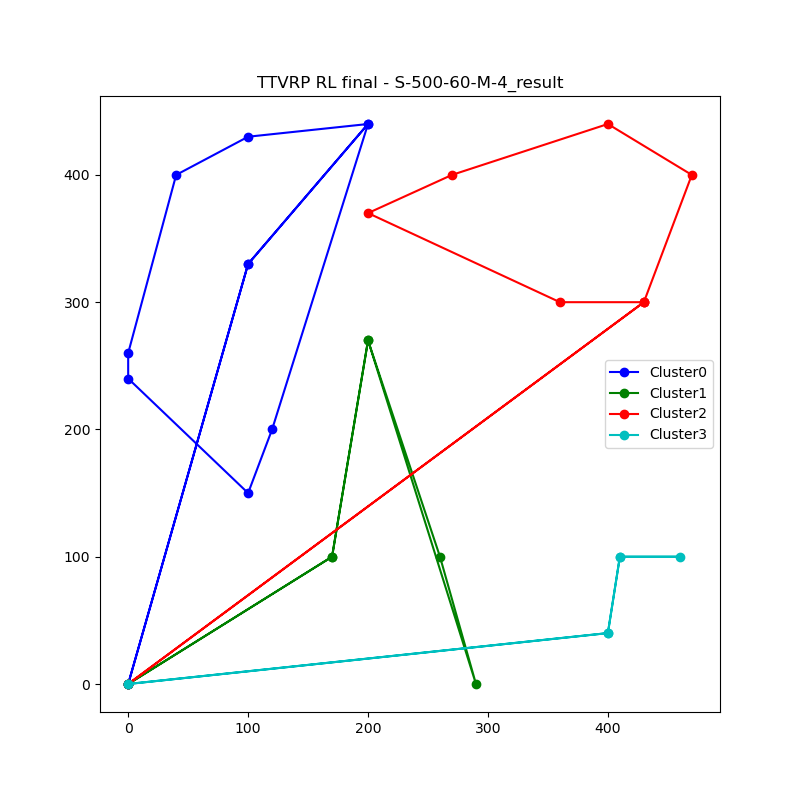 TTVRP RL final - S-500-60-M-4_result
400
300
200
100
0
Cluster0
Cluster1
Cluster2
Cluster3
0 100 200 300 400